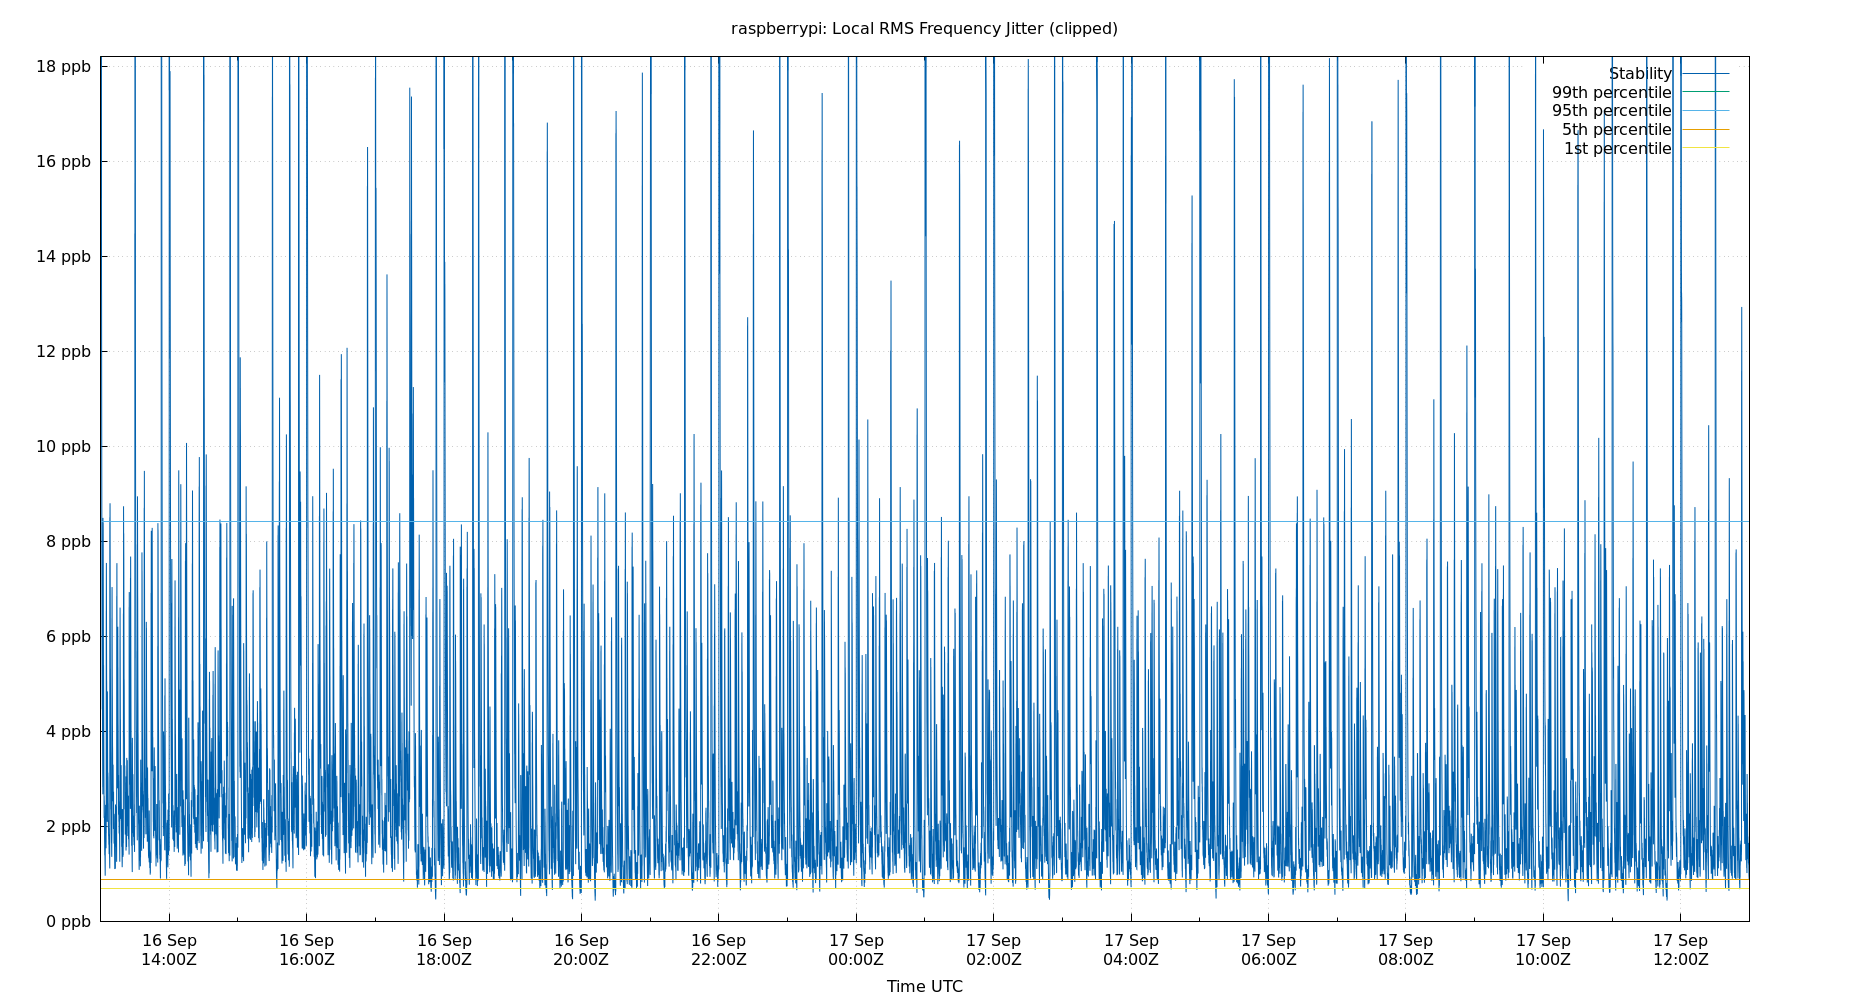 raspberrypi: Local RMS Frequency Jitter (clipped)
18 ppb
16 ppb
14 ppb
12 ppb
10 ppb
8 ppb
6 ppb
4 ppb
2 ppb
0 ppb
Stability
99th percentile
95th percentile
5th percentile
1st percentile
16 Sep 16 Sep 16 Sep 16 Sep 16 Sep 17 Sep 17 Sep 17 Sep 17 Sep 17 Sep 17 Sep 17 Sep
14:00Z 16:00Z 18:00Z 20:00Z 22:00Z 00:00Z 02:00Z 04:00Z 06:00Z 08:00Z 10:00Z 12:00Z
Time UTC